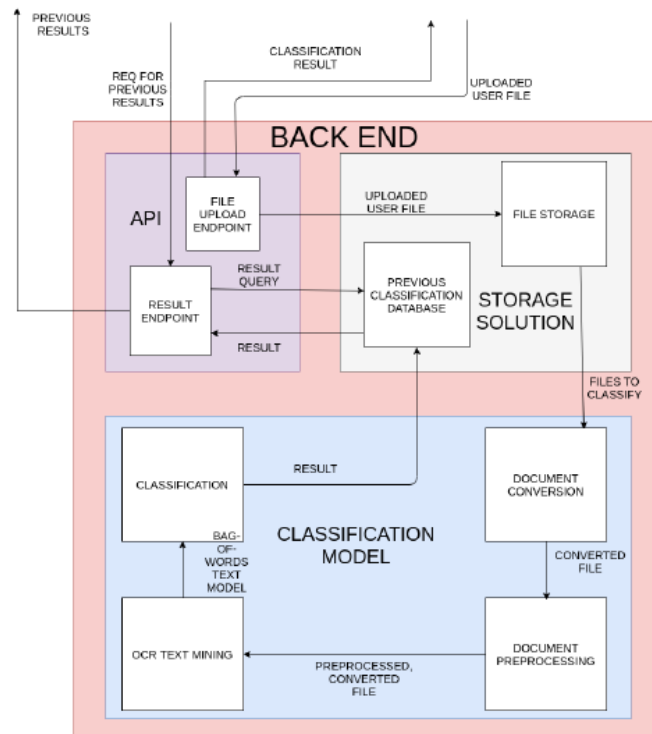 PREVIOUS
RESULTS
CLASSIFICATION
RESULT
REQ FOR
PREVIOUS
RESULTS
UPLOADED
USER FILE
BACK END
API
FILE
UPLOAD
ENDPOINT
UPLOADED
USER FILE
FILE STORAGE
RESULT
ENDPOINT
RESULT
QUERY
RESULT
PREVIOUS
CLASSIFICATION
DATABASE
STORAGE
SOLUTION
FILES TO
CLASSIFY
CLASSIFICATION
RESULT
DOCUMENT
CONVERSION
CLASSIFICATION
MODEL
BAG-
OF-
WORDS
TEXT
MODEL
CONVERTED
FILE
OCR TEXT MINING
PREPROCESSED,
CONVERTED
FILE
DOCUMENT
PREPROCESSING